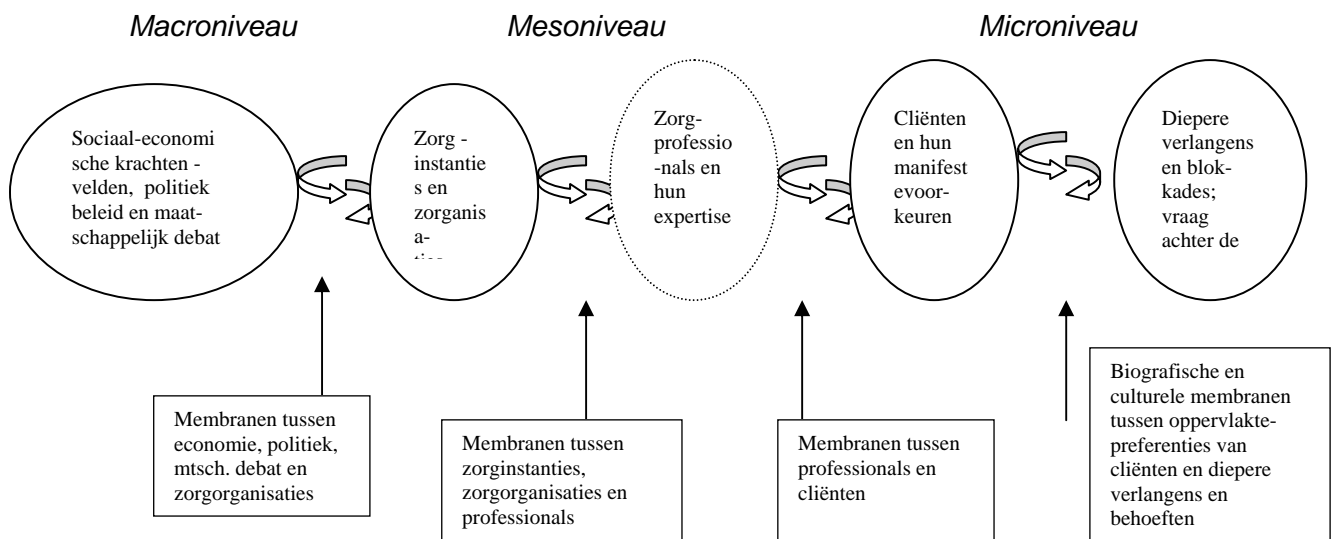 Macroniveau
Mesoniveau
Microniveau
Sociaal-economi
sche krachten -
velden, politiek
beleid en maat-
schappelijk debat
Zorg -
instantie
s en
zorganis
a-
Zorg-
professio
-nals en
hun
expertise
Cliënten
en hun
manifest
evoor-
keuren
Diepere
verlangens
en blok-
kades;
vraag
achter de
Membranen tussen
economie, politiek,
mtsch. debat en
zorgorganisaties
Membranen tussen
zorginstanties,
zorgorganisaties en
professionals
Membranen tussen
professionals en
cliënten
Biografische en
culturele membranen
tussen oppervlakte-
preferenties van
cliënten en diepere
verlangens en
behoeften